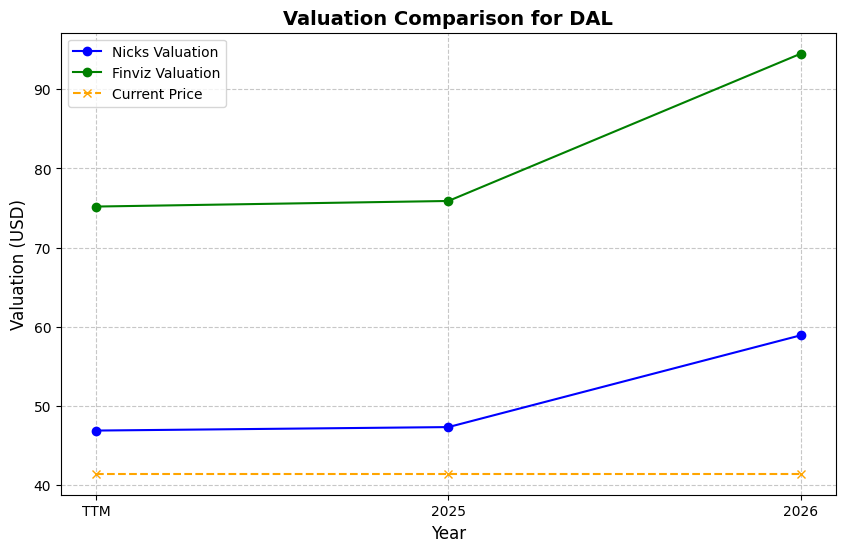 Valuation Comparison for DAL
Nicks Valuation
Finviz Valuation
Current Price
Valuation (USD)
90
80
70
60
50
40
TTM
2025
2026
Year